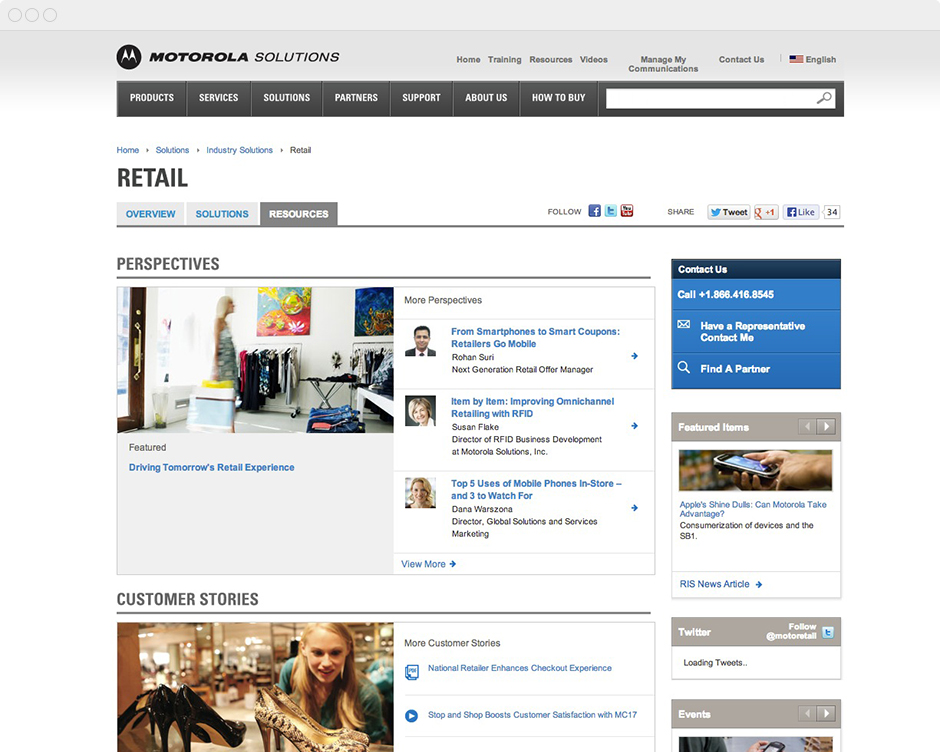 MOTOROLA SOLUTIONS
Home Training Resources Videos Manage My Communications Contact Us English
PRODUCTS SERVICES SOLUTIONS PARTNERS SUPPORT ABOUT US HOW TO BUY
Home Solutions Industry Solutions Retail
RETAIL
OVERVIEW SOLUTIONS RESOURCES
FOLLOW You Tube SHARE Tweet +1 Like 34
PERSPECTIVES
Featured
Driving Tomorrow's Retail Experience
More Perspectives
From Smartphones to Smart Coupons:
Retailers Go Mobile
Rohan Suri
Next Generation Retail Offer Manager
Item by Item: Improving Omnichannel
Retailing with RFID
Susan Flake
Director of RFID Business Development
at Motorola Solutions, Inc.
Top 5 Uses of Mobile Phones In-Store –
and 3 to Watch For
Dana Warszona
Director, Global Solutions and Services
Marketing
View More
CUSTOMER STORIES
More Customer Stories
National Retailer Enhances Checkout Experience
Stop and Shop Boosts Customer Satisfaction with MC17
Contact Us
Call +1.866.416.8545
Have a Representative
Contact Me
Find A Partner
Featured Items
Apple's Shine Dulls: Can Motorola Take
Advantage?
Consumerization of devices and the
SB1.
RIS News Article
Twitter
Follow
@motoretail
Loading Tweets..
Events